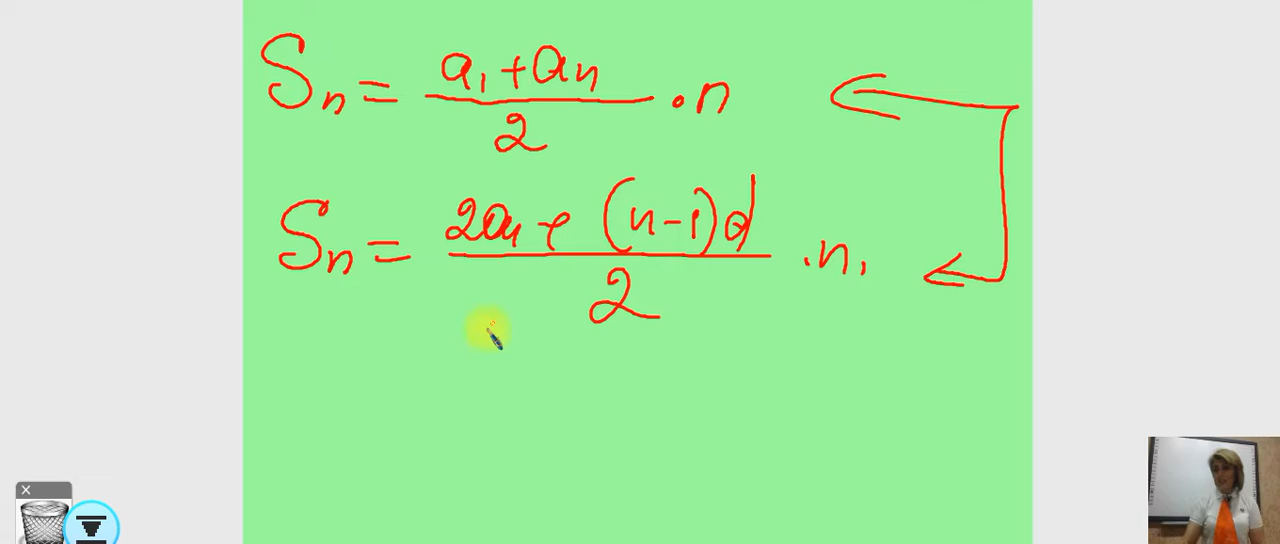 Sn = (a₁ + an)/2 · n
Sn = (2a₁ + (n-1)d)/2 · n.